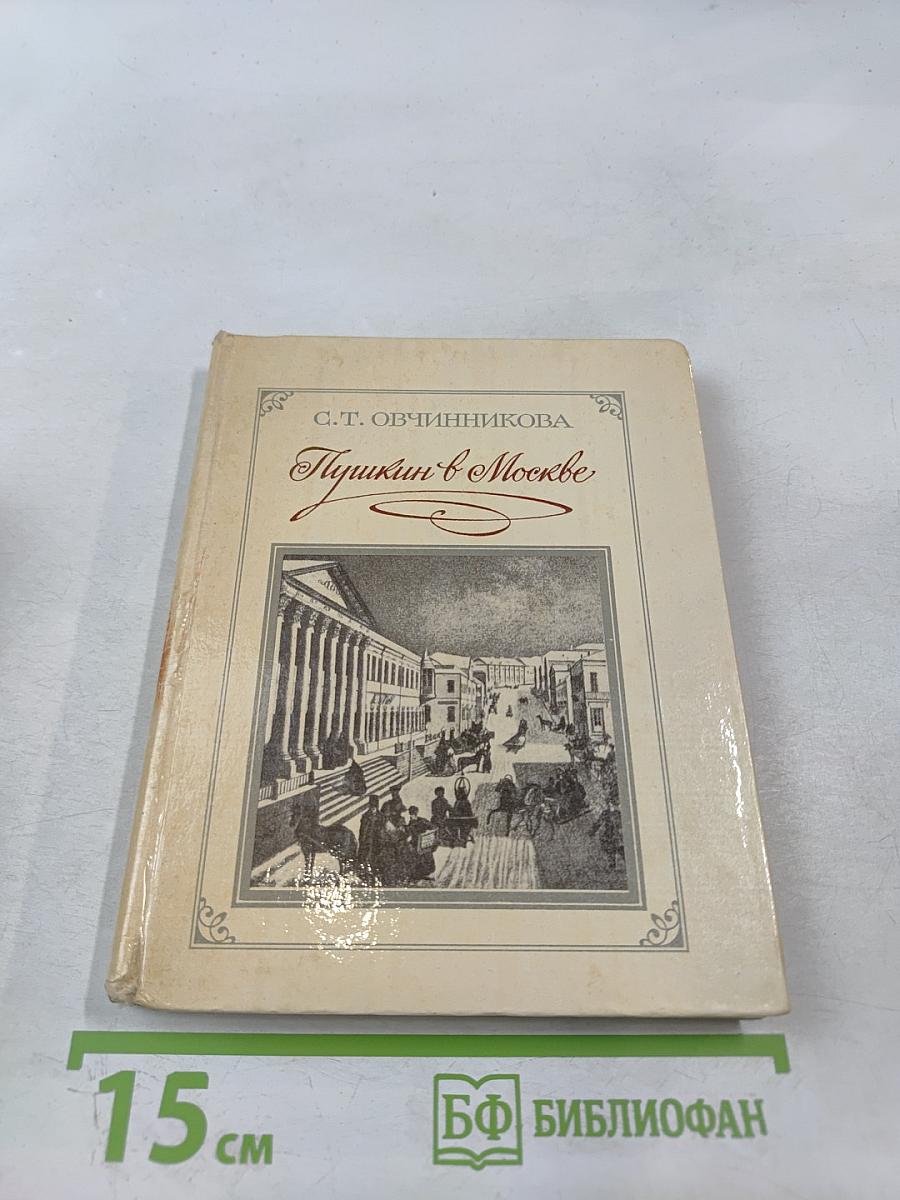 С.Т. ОВЧИННИКОВА
Пушкин в Москве
15 см
БФ БИБЛИОФАН